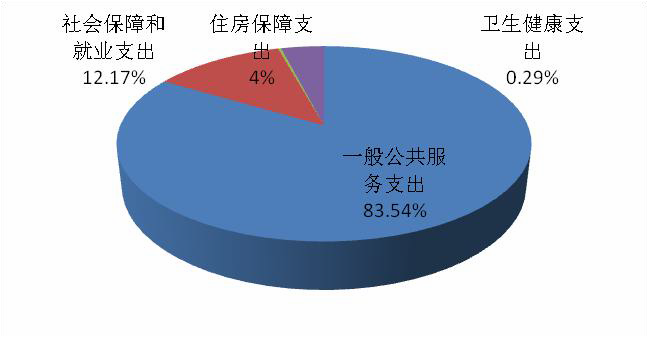 社会保障和
就业支出
12.17%
住房保障支
出
4%
卫生健康支
出
0.29%
一般公共服
务支出
83.54%